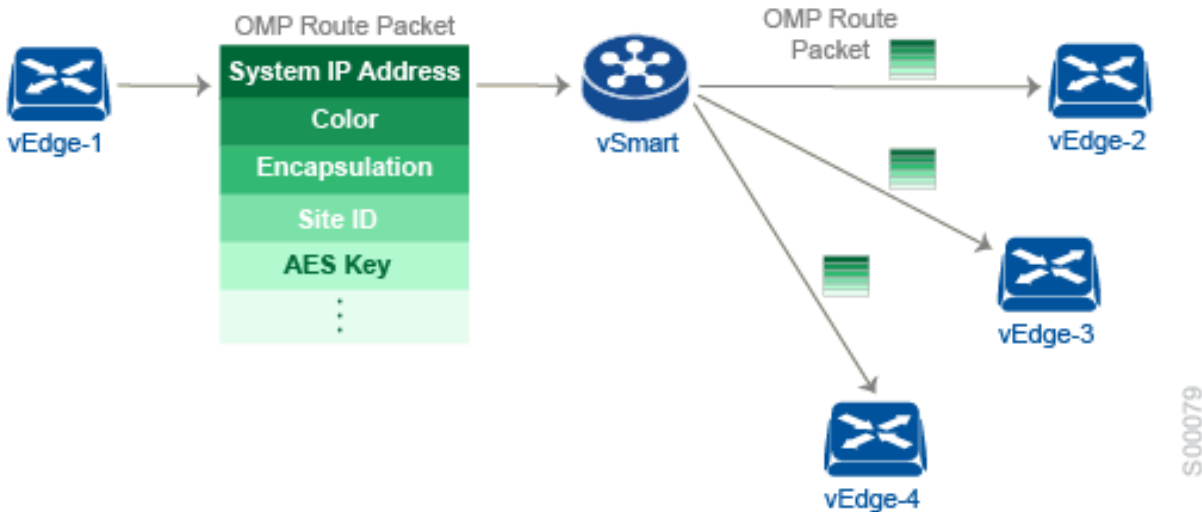 OMP Route Packet
System IP Address
Color
Encapsulation
Site ID
AES Key
vEdge-1
vSmart
OMP Route
Packet
vEdge-2
vEdge-3
vEdge-4
S00079